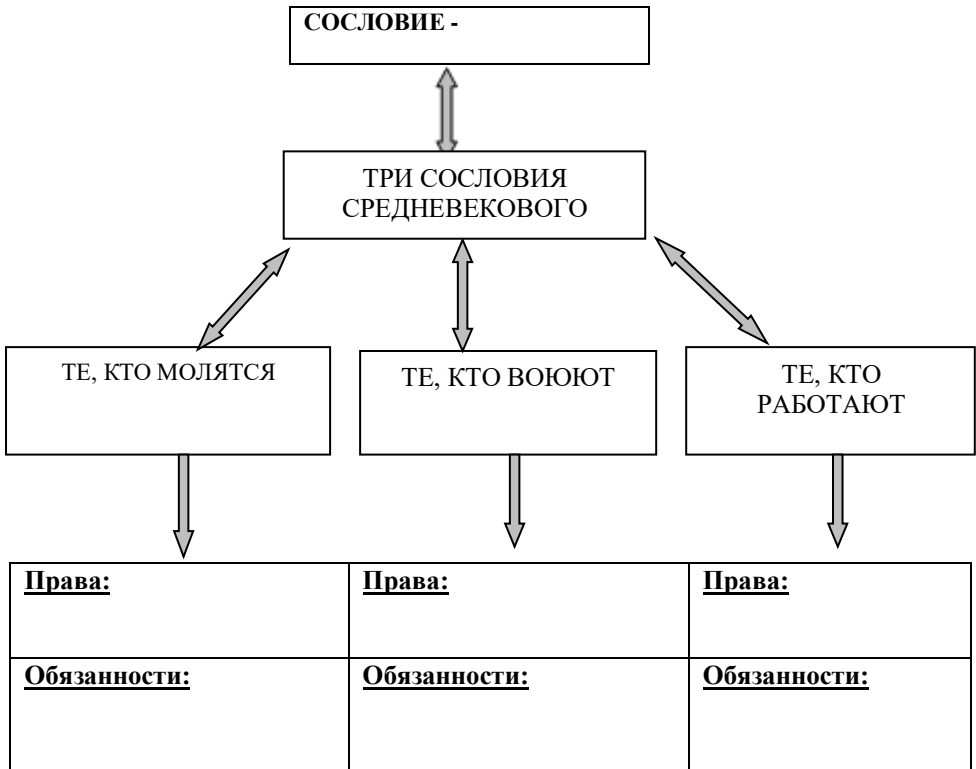 СОСЛОВИЕ -
ТРИ СОСЛОВИЯ
СРЕДНЕВЕКОВОГО
ТЕ, КТО МОЛЯТСЯ
ТЕ, КТО ВОЮЮТ
ТЕ, КТО
РАБОТАЮТ
Права:
Права:
Права:
Обязанности:
Обязанности:
Обязанности: